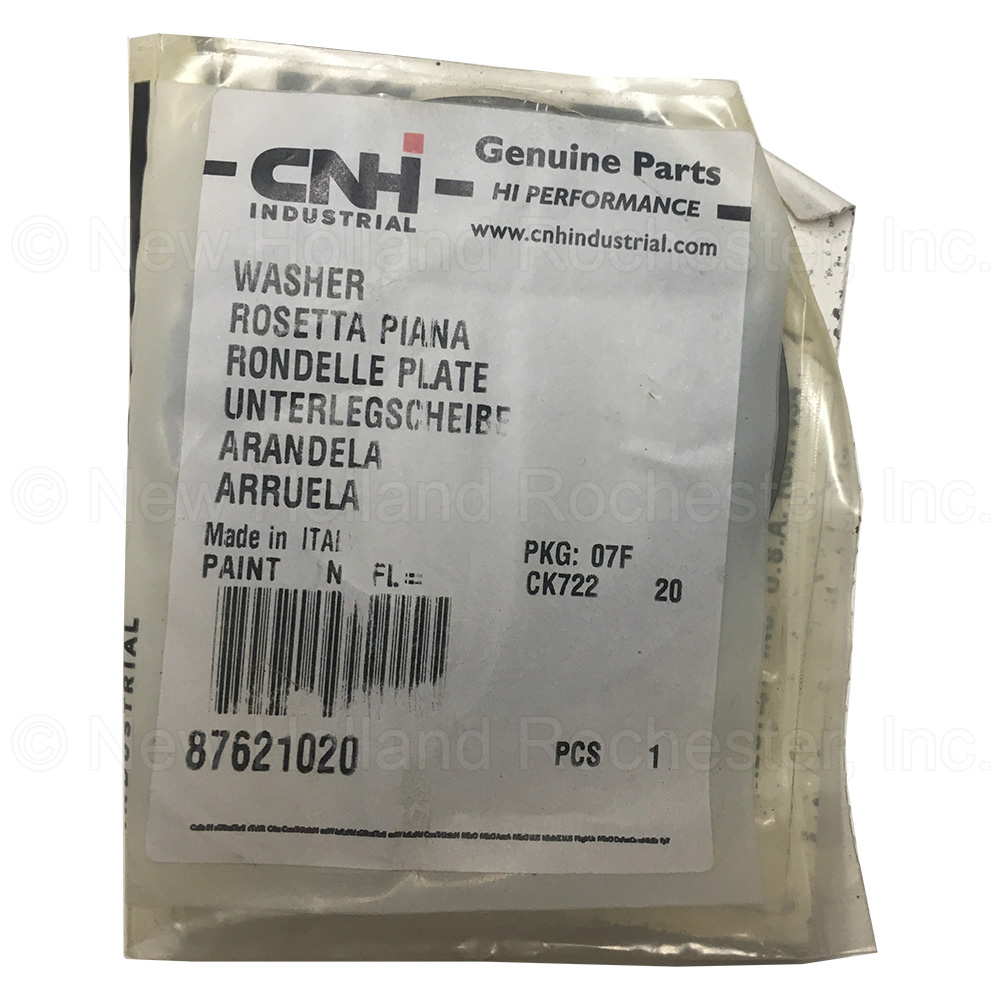 CNH
INDUSTRIAL
Genuine Parts
HI PERFORMANCE
www.cnhindustrial.com
© New Holland Rochester, Inc.
WASHER
ROSETTA PIANA
RONDELLE PLATE
UNTERLEGSCHEIBE
ARANDELA
ARRUELA
© New Holland Rochester, Inc.
Made in ITAL
PKG: 07F
PAINT N FL
CK722 20
© New Holland Rochester, Inc.
87621020
PCS 1